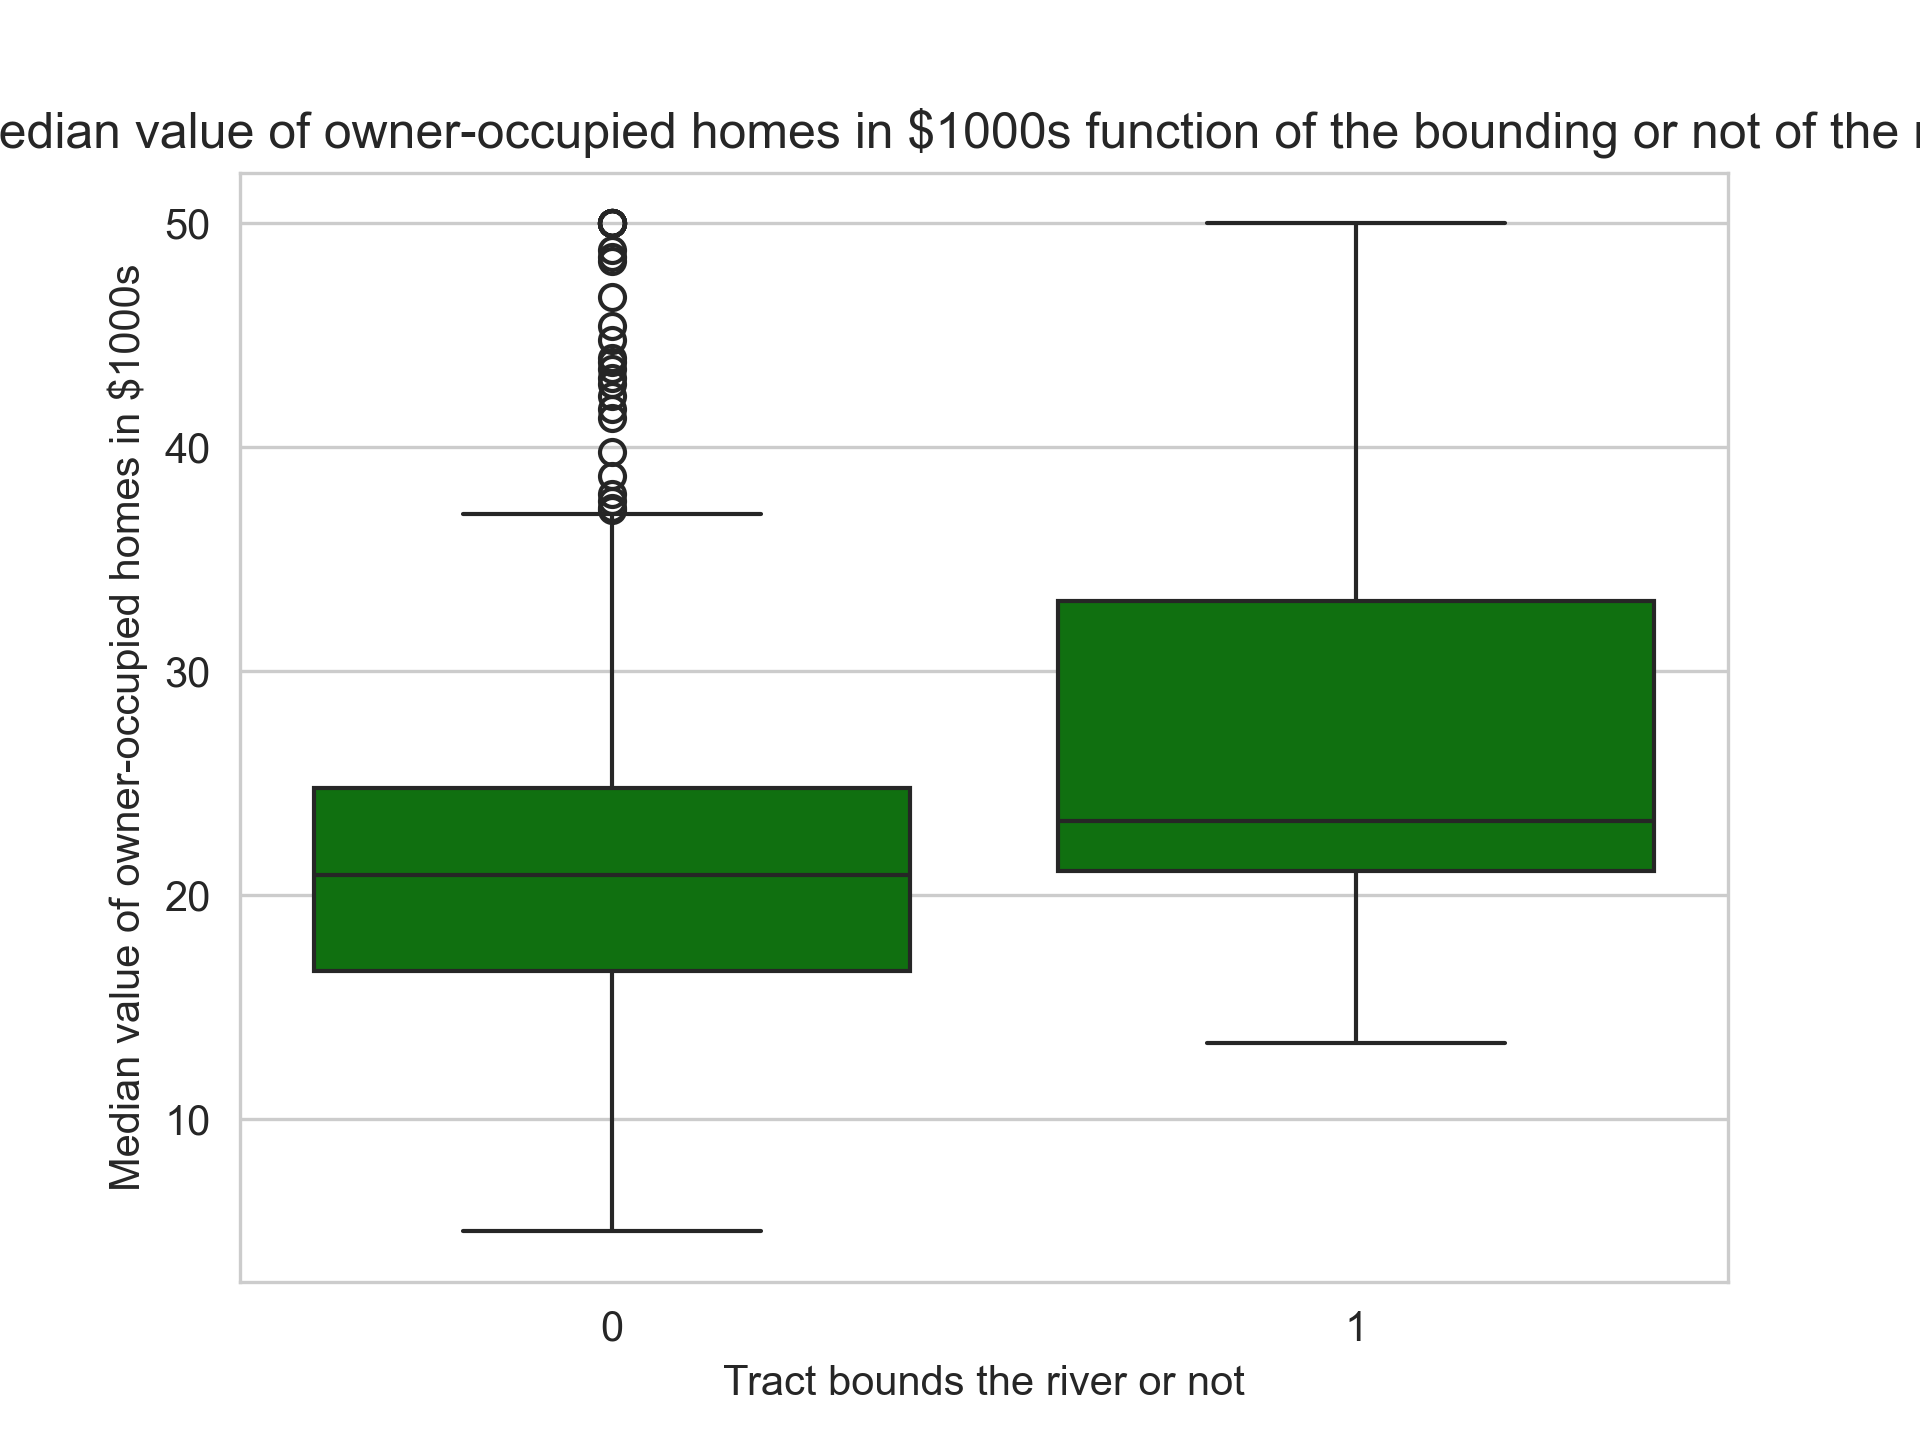 edian value of owner-occupied homes in $1000s function of the bounding or not of the
50
40
30
20
10
Median value of owner-occupied homes in $1000s
0 1
Tract bounds the river or not